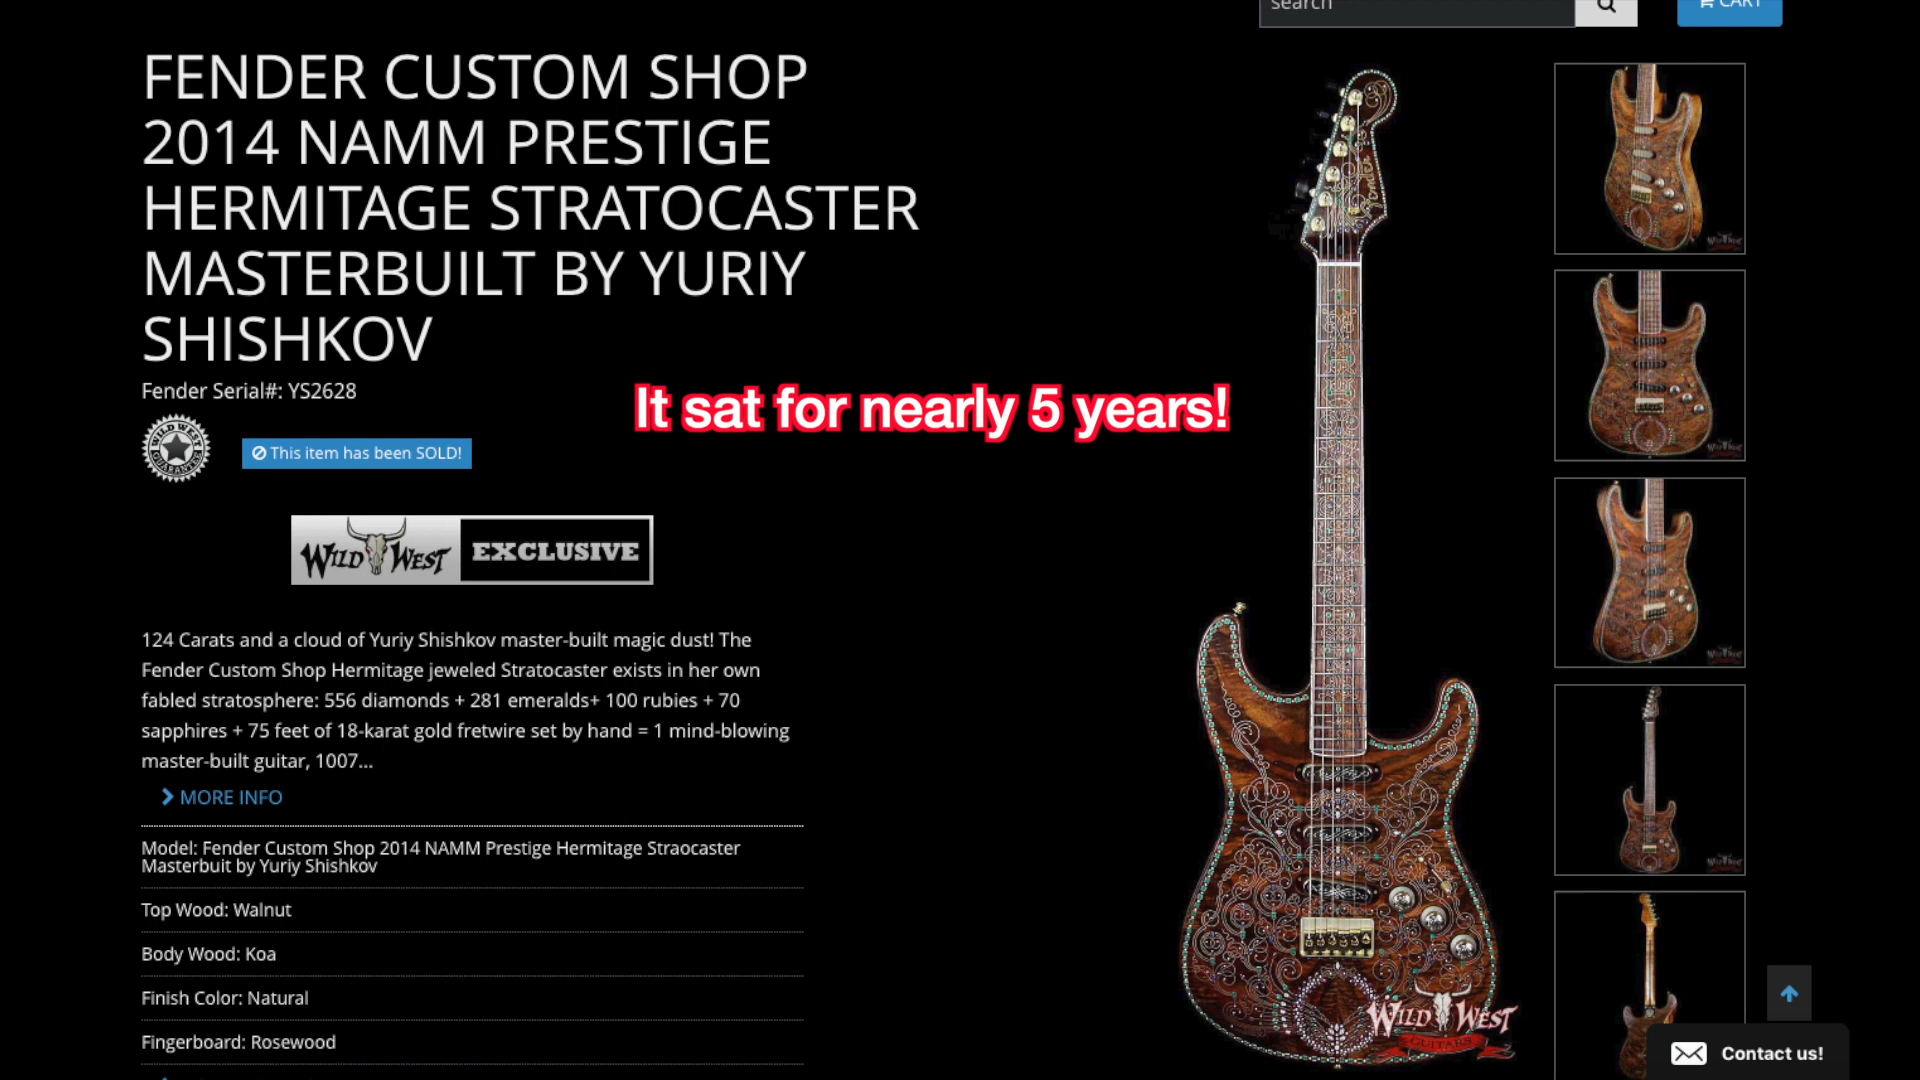 search
CART
FENDER CUSTOM SHOP
2014 NAMM PRESTIGE
HERMITAGE STRATOCASTER
MASTERBUILT BY YURIY
SHISHKOV
Fender Serial#: YS2628
It sat for nearly 5 years!
WILD WEST
GUARANTEE
This item has been SOLD!
WILD WEST EXCLUSIVE
124 Carats and a cloud of Yuriy Shishkov master-built magic dust! The
Fender Custom Shop Hermitage jeweled Stratocaster exists in her own
fabled stratosphere: 556 diamonds + 281 emeralds+ 100 rubies + 70
sapphires + 75 feet of 18-karat gold fretwire set by hand = 1 mind-blowing
master-built guitar, 1007...
MORE INFO
Model: Fender Custom Shop 2014 NAMM Prestige Hermitage Straocaster
Masterbuit by Yuriy Shishkov
Top Wood: Walnut
Body Wood: Koa
Finish Color: Natural
Fingerboard: Rosewood
Fender
WILD WEST
GUITARS
Contact us!